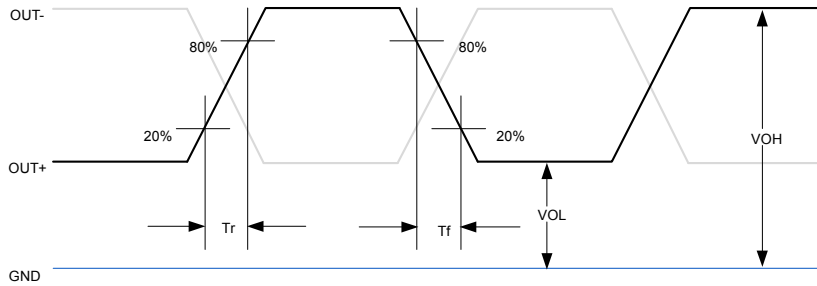 OUT-
80%
80%
20%
20%
VOH
OUT+
VOL
Tr
Tf
GND